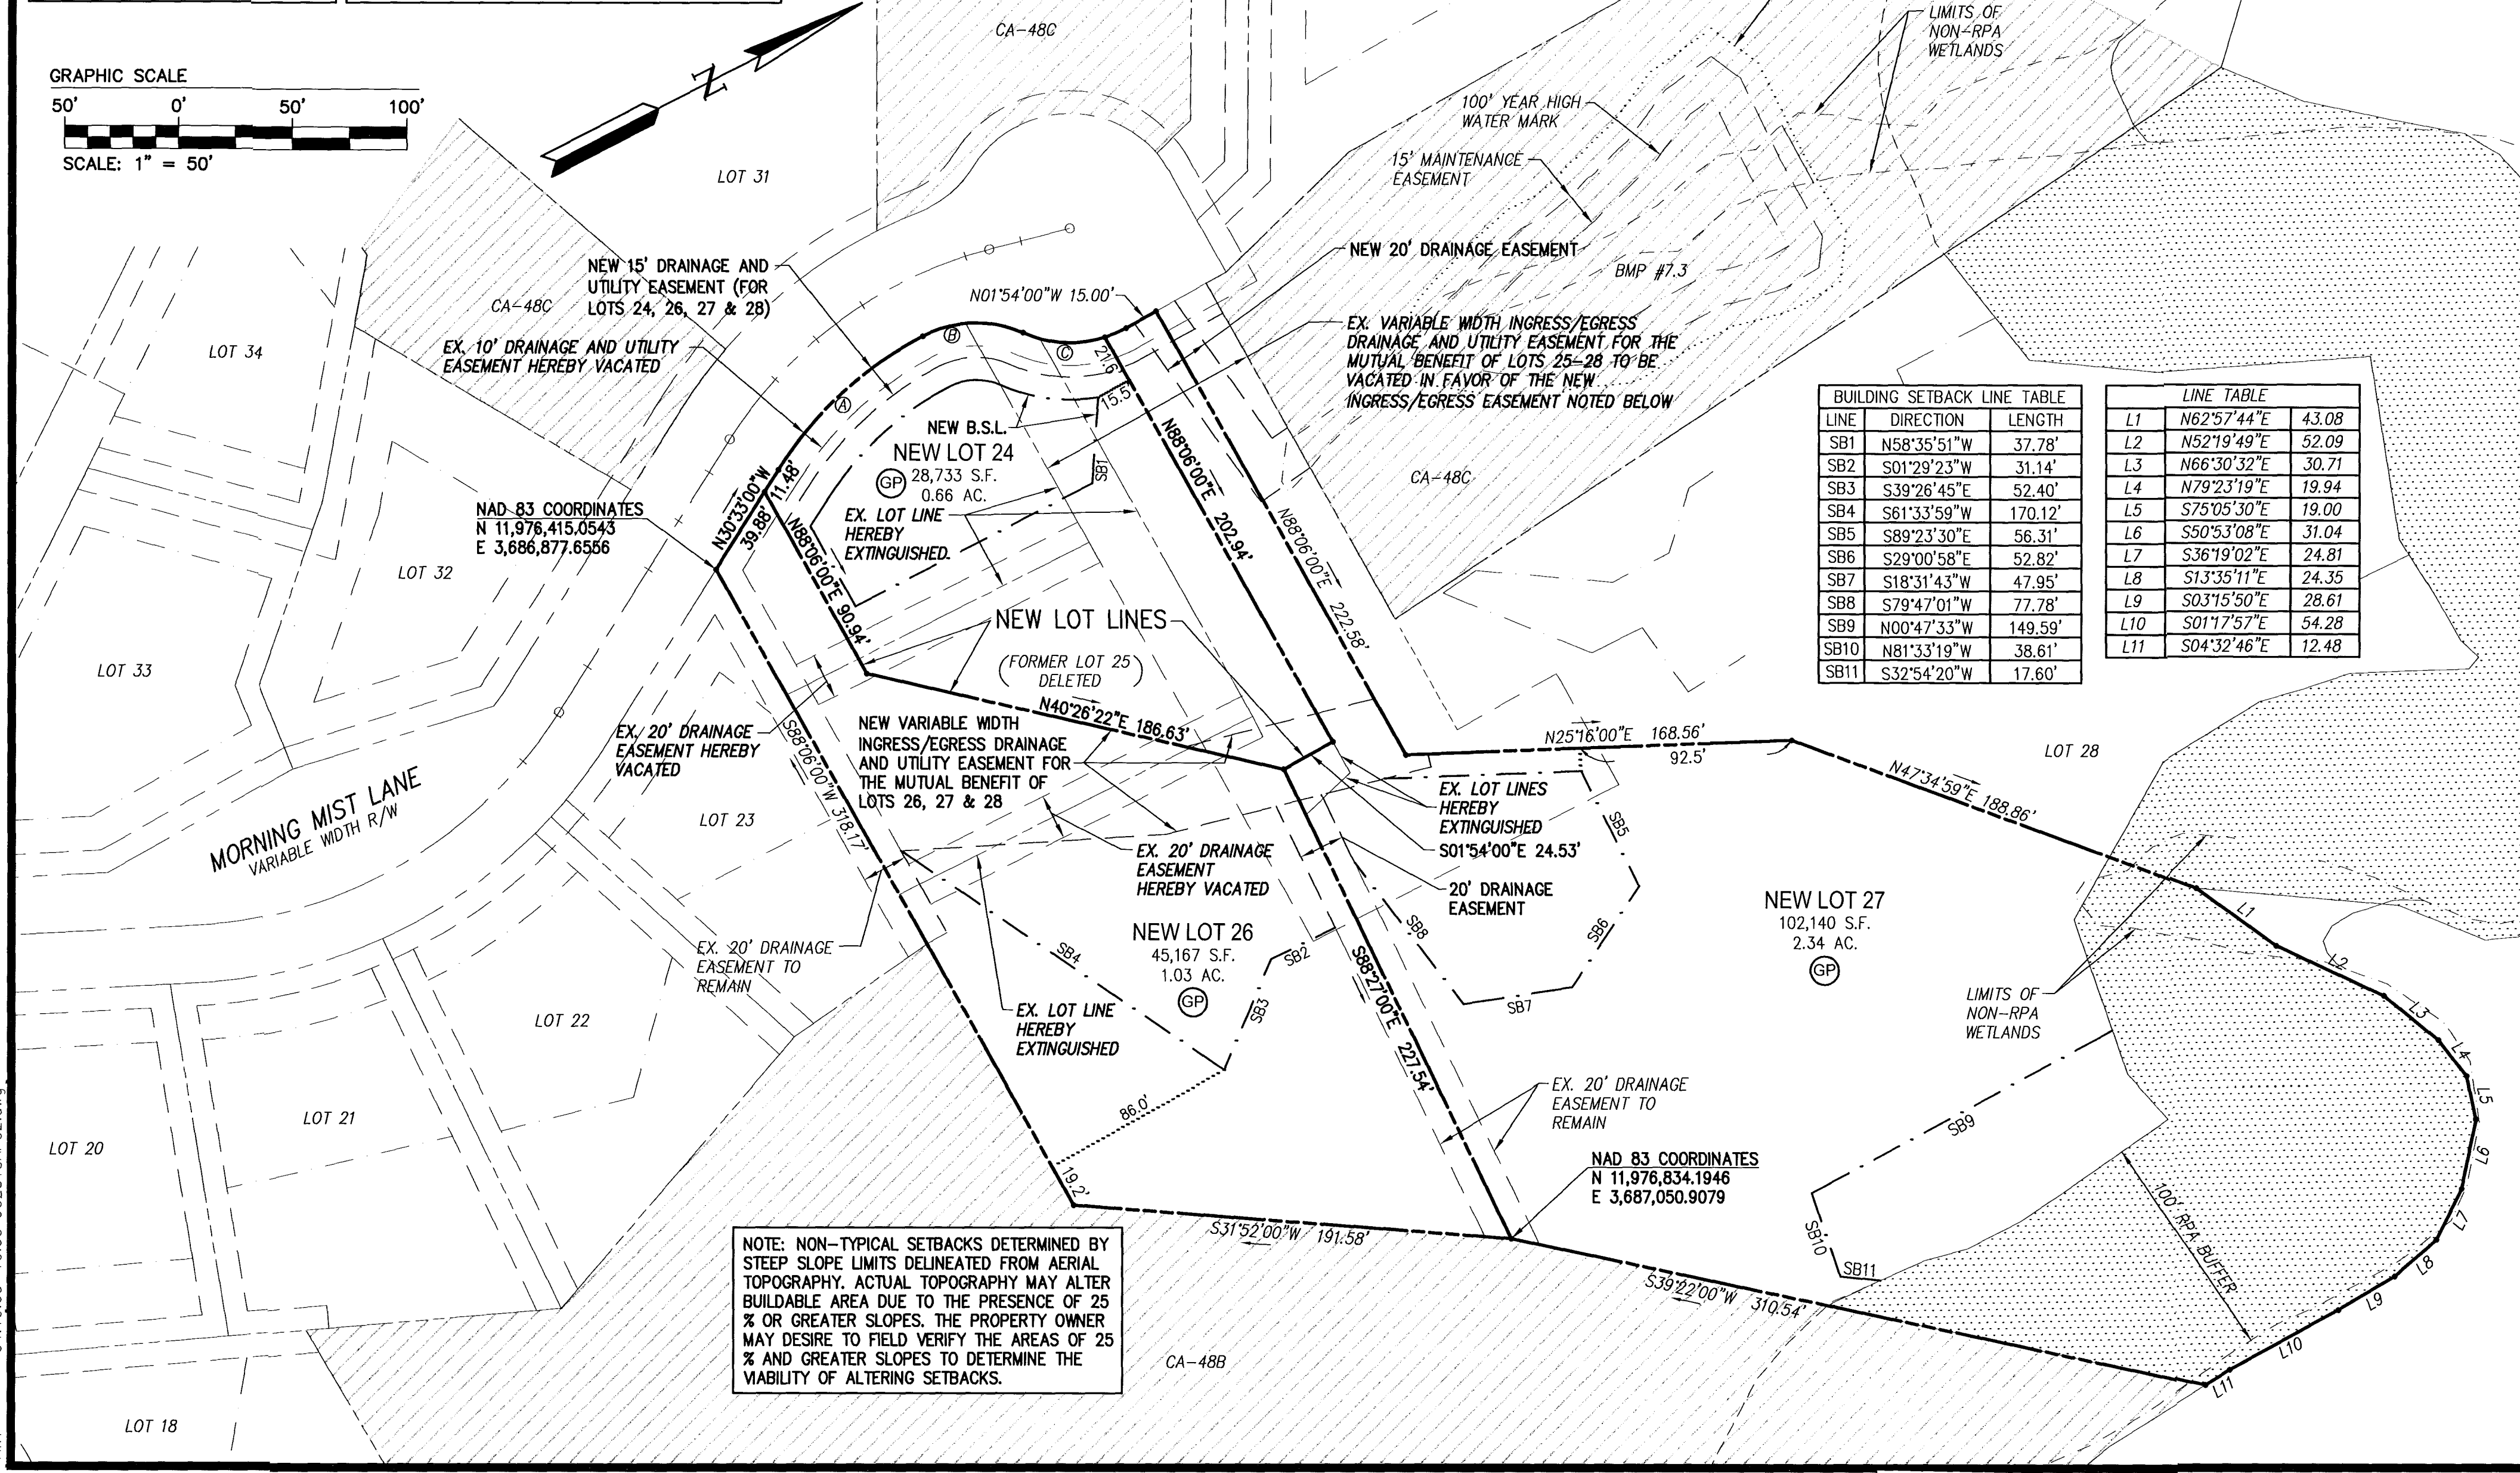 GRAPHIC SCALE
50' 0' 50' 100'
SCALE: 1" = 50'
N
CA-48C
LOT 31
LIMITS OF
NON-RPA
WETLANDS
100' YEAR HIGH
WATER MARK
15' MAINTENANCE
EASEMENT
NEW 20' DRAINAGE EASEMENT
BMP #7.3
NEW 15' DRAINAGE AND
UTILITY EASEMENT (FOR
LOTS 24, 26, 27 & 28)
CA-48C
N01°54'00"W 15.00'
EX. 10' DRAINAGE AND UTILITY
EASEMENT HEREBY VACATED
LOT 34
EX. VARIABLE WIDTH INGRESS/EGRESS
DRAINAGE AND UTILITY EASEMENT FOR THE
MUTUAL BENEFIT OF LOTS 25-28 TO BE
VACATED IN FAVOR OF THE NEW
INGRESS/EGRESS EASEMENT NOTED BELOW
A
B
C
21.6'
15.5'
NEW B.S.L.
NEW LOT 24
GP 28,733 S.F.
0.66 AC.
SB1
EX. LOT LINE
HEREBY
EXTINGUISHED.
N88°06'00"E 202.94'
N88°06'00"E 222.58'
CA-48C
BUILDING SETBACK LINE TABLE
LINE DIRECTION LENGTH
SB1 N58°35'51"W 37.78'
SB2 S01°29'23"W 31.14'
SB3 S39°26'45"E 52.40'
SB4 S61°33'59"W 170.12'
SB5 S89°23'30"E 56.31'
SB6 S29°00'58"E 52.82'
SB7 S18°31'43"W 47.95'
SB8 S79°47'01"W 77.78'
SB9 N00°47'33"W 149.59'
SB10 N81°33'19"W 38.61'
SB11 S32°54'20"W 17.60'
LINE TABLE
L1 N62°57'44"E 43.08
L2 N52°19'49"E 52.09
L3 N66°30'32"E 30.71
L4 N79°23'19"E 19.94
L5 S75°05'30"E 19.00
L6 S50°53'08"E 31.04
L7 S36°19'02"E 24.81
L8 S13°35'11"E 24.35
L9 S03°15'50"E 28.61
L10 S01°17'57"E 54.28
L11 S04°32'46"E 12.48
NAD 83 COORDINATES
N 11,976,415.0543
E 3,686,877.6556
N30°33'00"W
39.88'
11.48'
N88°06'00"E 90.94'
LOT 32
LOT 33
NEW LOT LINES
(FORMER LOT 25
DELETED)
N40°26'22"E 186.63'
EX. 20' DRAINAGE
EASEMENT HEREBY
VACATED
S88°06'00"W 318.17'
NEW VARIABLE WIDTH
INGRESS/EGRESS DRAINAGE
AND UTILITY EASEMENT FOR
THE MUTUAL BENEFIT OF
LOTS 26, 27 & 28
N25°16'00"E 168.56'
92.5'
LOT 28
N47°34'59"E 188.86'
EX. LOT LINES
HEREBY
EXTINGUISHED
S01°54'00"E 24.53'
MORNING MIST LANE
VARIABLE WIDTH R/W
LOT 23
EX. 20' DRAINAGE
EASEMENT
HEREBY VACATED
20' DRAINAGE
EASEMENT
SB5
SB6
SB7
SB8
NEW LOT 27
102,140 S.F.
2.34 AC.
GP
L1
L2
L3
L4
L5
L6
L7
L8
L9
L10
L11
NEW LOT 26
45,167 S.F.
1.03 AC.
GP
SB4
SB2
SB3
EX. 20' DRAINAGE
EASEMENT TO
REMAIN
S88°27'00"E 227.54'
LIMITS OF
NON-RPA
WETLANDS
EX. LOT LINE
HEREBY
EXTINGUISHED
LOT 22
LOT 21
LOT 20
86.0'
19.2'
EX. 20' DRAINAGE
EASEMENT TO
REMAIN
SB9
SB10
SB11
100' RPA BUFFER
NAD 83 COORDINATES
N 11,976,834.1946
E 3,687,050.9079
S31°52'00"W 191.58'
S39°22'00"W 310.54'
NOTE: NON-TYPICAL SETBACKS DETERMINED BY
STEEP SLOPE LIMITS DELINEATED FROM AERIAL
TOPOGRAPHY. ACTUAL TOPOGRAPHY MAY ALTER
BUILDABLE AREA DUE TO THE PRESENCE OF 25
% OR GREATER SLOPES. THE PROPERTY OWNER
MAY DESIRE TO FIELD VERIFY THE AREAS OF 25
% AND GREATER SLOPES TO DETERMINE THE
VIABILITY OF ALTERING SETBACKS.
CA-48B
LOT 18